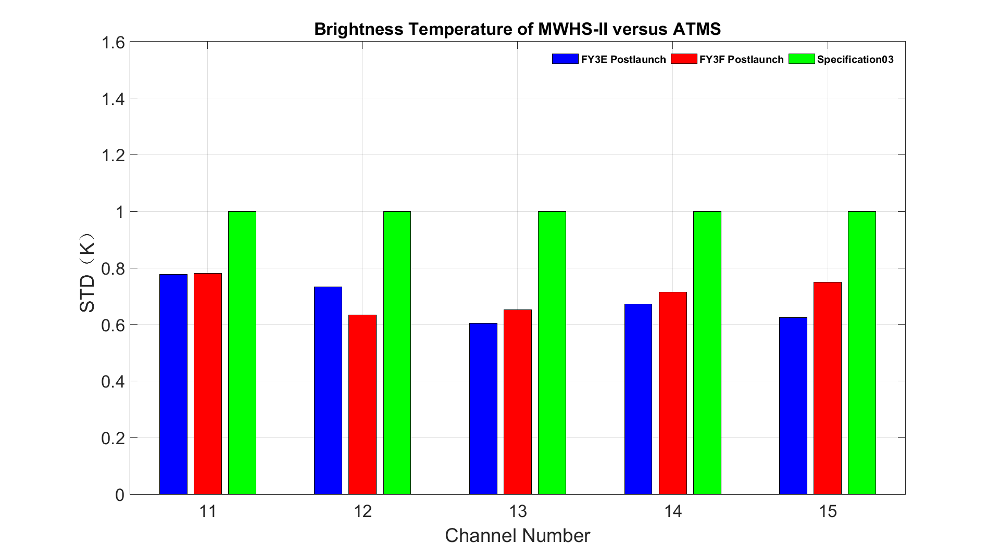 Brightness Temperature of MWHS-II versus ATMS
FY3E Postlaunch
FY3F Postlaunch
Specification03
1.6
1.4
1.2
1
0.8
0.6
0.4
0.2
0
STD（K）
11
12
13
14
15
Channel Number